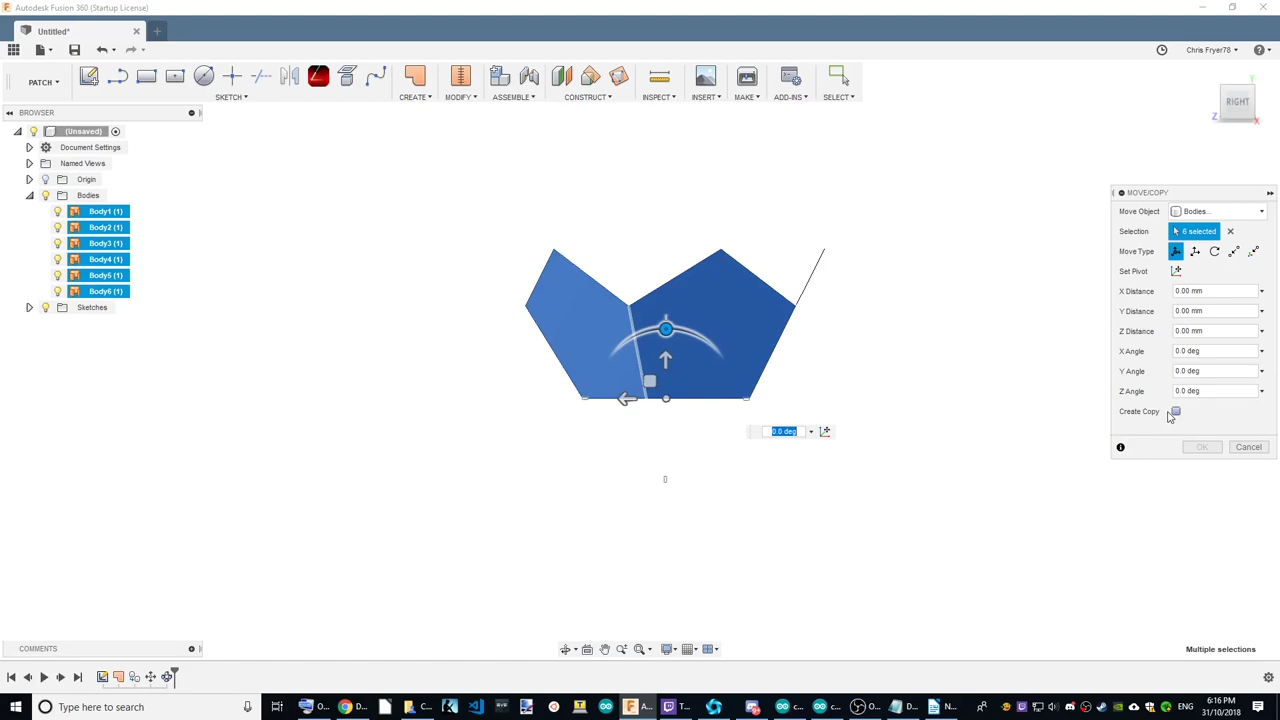 Autodesk Fusion 360 (Startup License)
Untitled*
Chris Fryer78
PATCH
SKETCH
CREATE
MODIFY
ASSEMBLE
CONSTRUCT
INSPECT
INSERT
MAKE
ADD-INS
SELECT
BROWSER
(Unsaved)
Document Settings
Named Views
Origin
Bodies
Body1 (1)
Body2 (1)
Body3 (1)
Body4 (1)
Body5 (1)
Body6 (1)
Sketches
Y
RIGHT
Z
X
0.0 deg
MOVE/COPY
Move Object Bodies...
Selection 6 selected
Move Type
Set Pivot
X Distance 0.00 mm
Y Distance 0.00 mm
Z Distance 0.00 mm
X Angle 0.0 deg
Y Angle 0.0 deg
Z Angle 0.0 deg
Create Copy
OK Cancel
COMMENTS
Multiple selections
Type here to search
O...
C...
C...
A...
T...
C...
C...
O...
D...
N...
6:16 PM
31/10/2018